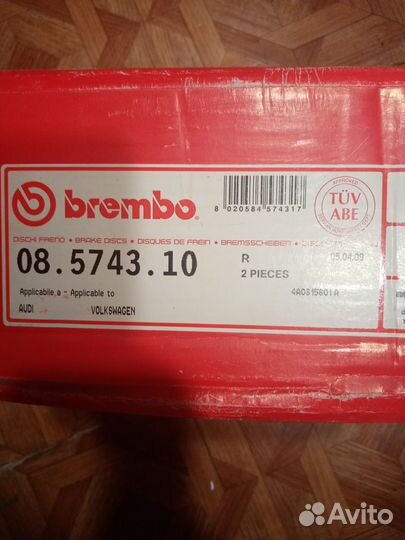 brembo
8 020584 574317
APPROVED
TÜV
ABE
DISCHI FRENO • BRAKE DISCS • DISQUES DE FREIN • BREMSSCHEIBEN •
08.5743.10
R
05.04.09
2 PIECES
Applicabile a - Applicable to
4A0615601A
AUDI
VOLKSWAGEN
Avito